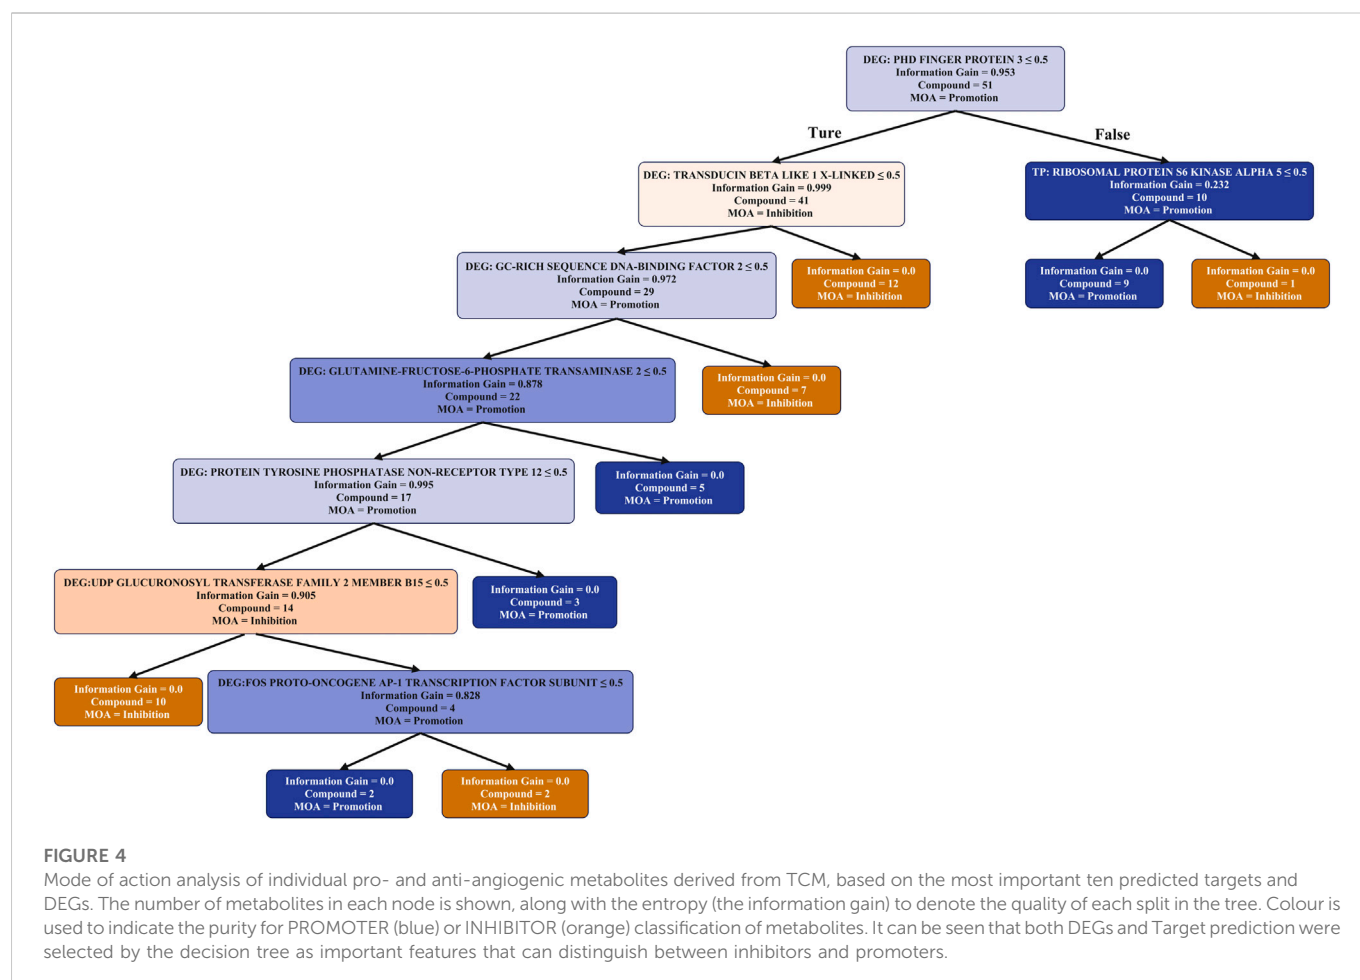 DEG: PHD FINGER PROTEIN 3 ≤ 0.5
Information Gain = 0.953
Compound = 51
MOA = Promotion
Ture
False
DEG: TRANSDUCIN BETA LIKE 1 X-LINKED ≤ 0.5
Information Gain = 0.999
Compound = 41
MOA = Inhibition
TP: RIBOSOMAL PROTEIN S6 KINASE ALPHA 5 ≤ 0.5
Information Gain = 0.232
Compound = 10
MOA = Promotion
DEG: GC-RICH SEQUENCE DNA-BINDING FACTOR 2 ≤ 0.5
Information Gain = 0.972
Compound = 29
MOA = Promotion
Information Gain = 0.0
Compound = 12
MOA = Inhibition
Information Gain = 0.0
Compound = 9
MOA = Promotion
Information Gain = 0.0
Compound = 1
MOA = Inhibition
DEG: GLUTAMINE-FRUCTOSE-6-PHOSPHATE TRANSAMINASE 2 ≤ 0.5
Information Gain = 0.878
Compound = 22
MOA = Promotion
Information Gain = 0.0
Compound = 7
MOA = Inhibition
DEG: PROTEIN TYROSINE PHOSPHATASE NON-RECEPTOR TYPE 12 ≤ 0.5
Information Gain = 0.995
Compound = 17
MOA = Promotion
Information Gain = 0.0
Compound = 5
MOA = Promotion
DEG:UDP GLUCURONOSYL TRANSFERASE FAMILY 2 MEMBER B15 ≤ 0.5
Information Gain = 0.905
Compound = 14
MOA = Inhibition
Information Gain = 0.0
Compound = 3
MOA = Promotion
Information Gain = 0.0
Compound = 10
MOA = Inhibition
DEG:FOS PROTO-ONCOGENE AP-1 TRANSCRIPTION FACTOR SUBUNIT ≤ 0.5
Information Gain = 0.828
Compound = 4
MOA = Promotion
Information Gain = 0.0
Compound = 2
MOA = Promotion
Information Gain = 0.0
Compound = 2
MOA = Inhibition
FIGURE 4
Mode of action analysis of individual pro- and anti-angiogenic metabolites derived from TCM, based on the most important ten predicted targets and
DEGs. The number of metabolites in each node is shown, along with the entropy (the information gain) to denote the quality of each split in the tree. Colour is
used to indicate the purity for PROMOTER (blue) or INHIBITOR (orange) classification of metabolites. It can be seen that both DEGs and Target prediction were
selected by the decision tree as important features that can distinguish between inhibitors and promoters.